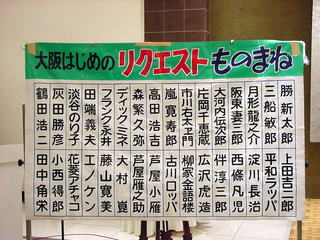 大阪はじめのリクエストものまね
勝新太郎
三船敏郎
月形龍之介
阪東妻三郎
大河内伝次郎
片岡千恵蔵
市川右太ェ門
嵐寛寿郎
高田浩吉
森繁久弥
ディック・ミネ
フランク永井
田端義夫
淡谷のり子
灰田勝彦
鶴田浩二
上田吉二郎
平和ラッパ
淀川長治
西條凡児
伴淳三郎
広沢虎造
柳家金語楼
古川ロッパ
芦屋小雁
芦屋雁之助
大村崑
藤山寛美
エノケン
花菱アチャコ
小西得郎
田中角栄